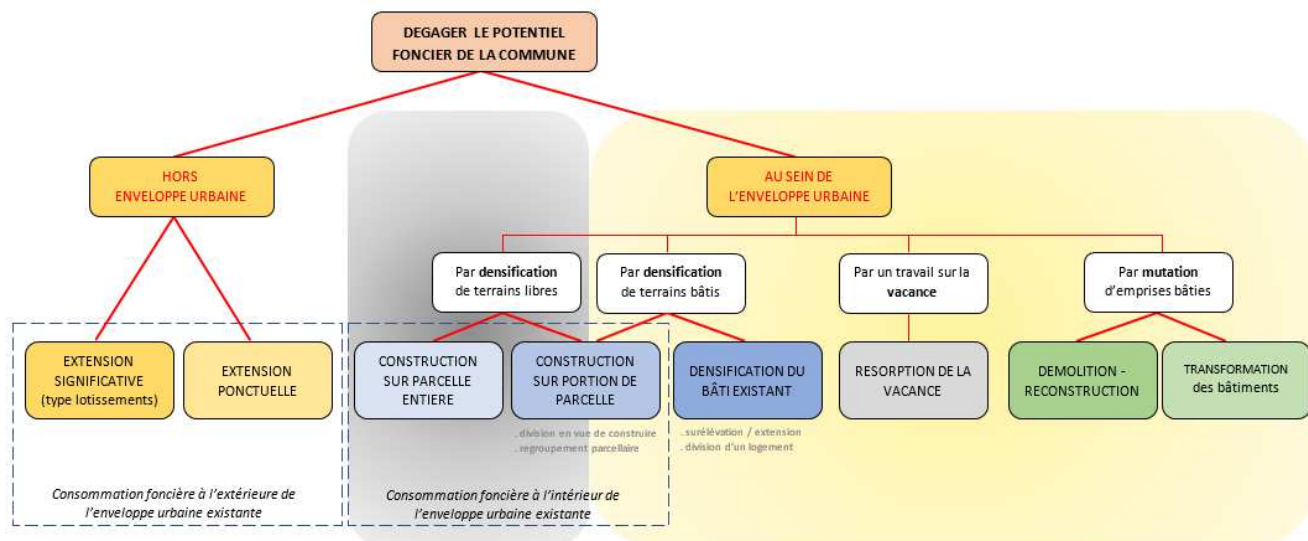 DEGAGER LE POTENTIEL
FONCIER DE LA COMMUNE
HORS
ENVELOPPE URBAINE
AU SEIN DE
L'ENVELOPPE URBAINE
Par densification
de terrains libres
Par densification
de terrains bâtis
Par un travail sur la
vacance
Par mutation
d'emprises bâties
EXTENSION
SIGNIFICATIVE
(type lotissements)
EXTENSION
PONCTUELLE
CONSTRUCTION
SUR PARCELLE
ENTIERE
CONSTRUCTION
SUR PORTION DE
PARCELLE
DENSIFICATION DU
BÂTI EXISTANT
RESORPTION DE LA
VACANCE
DEMOLITION -
RECONSTRUCTION
TRANSFORMATION
des bâtiments
. division en vue de construire
. regroupement parcellaire
. surélévation / extension
. division d'un logement
Consommation foncière à l'extérieure de
l'enveloppe urbaine existante
Consommation foncière à l'intérieur de
l'enveloppe urbaine existante